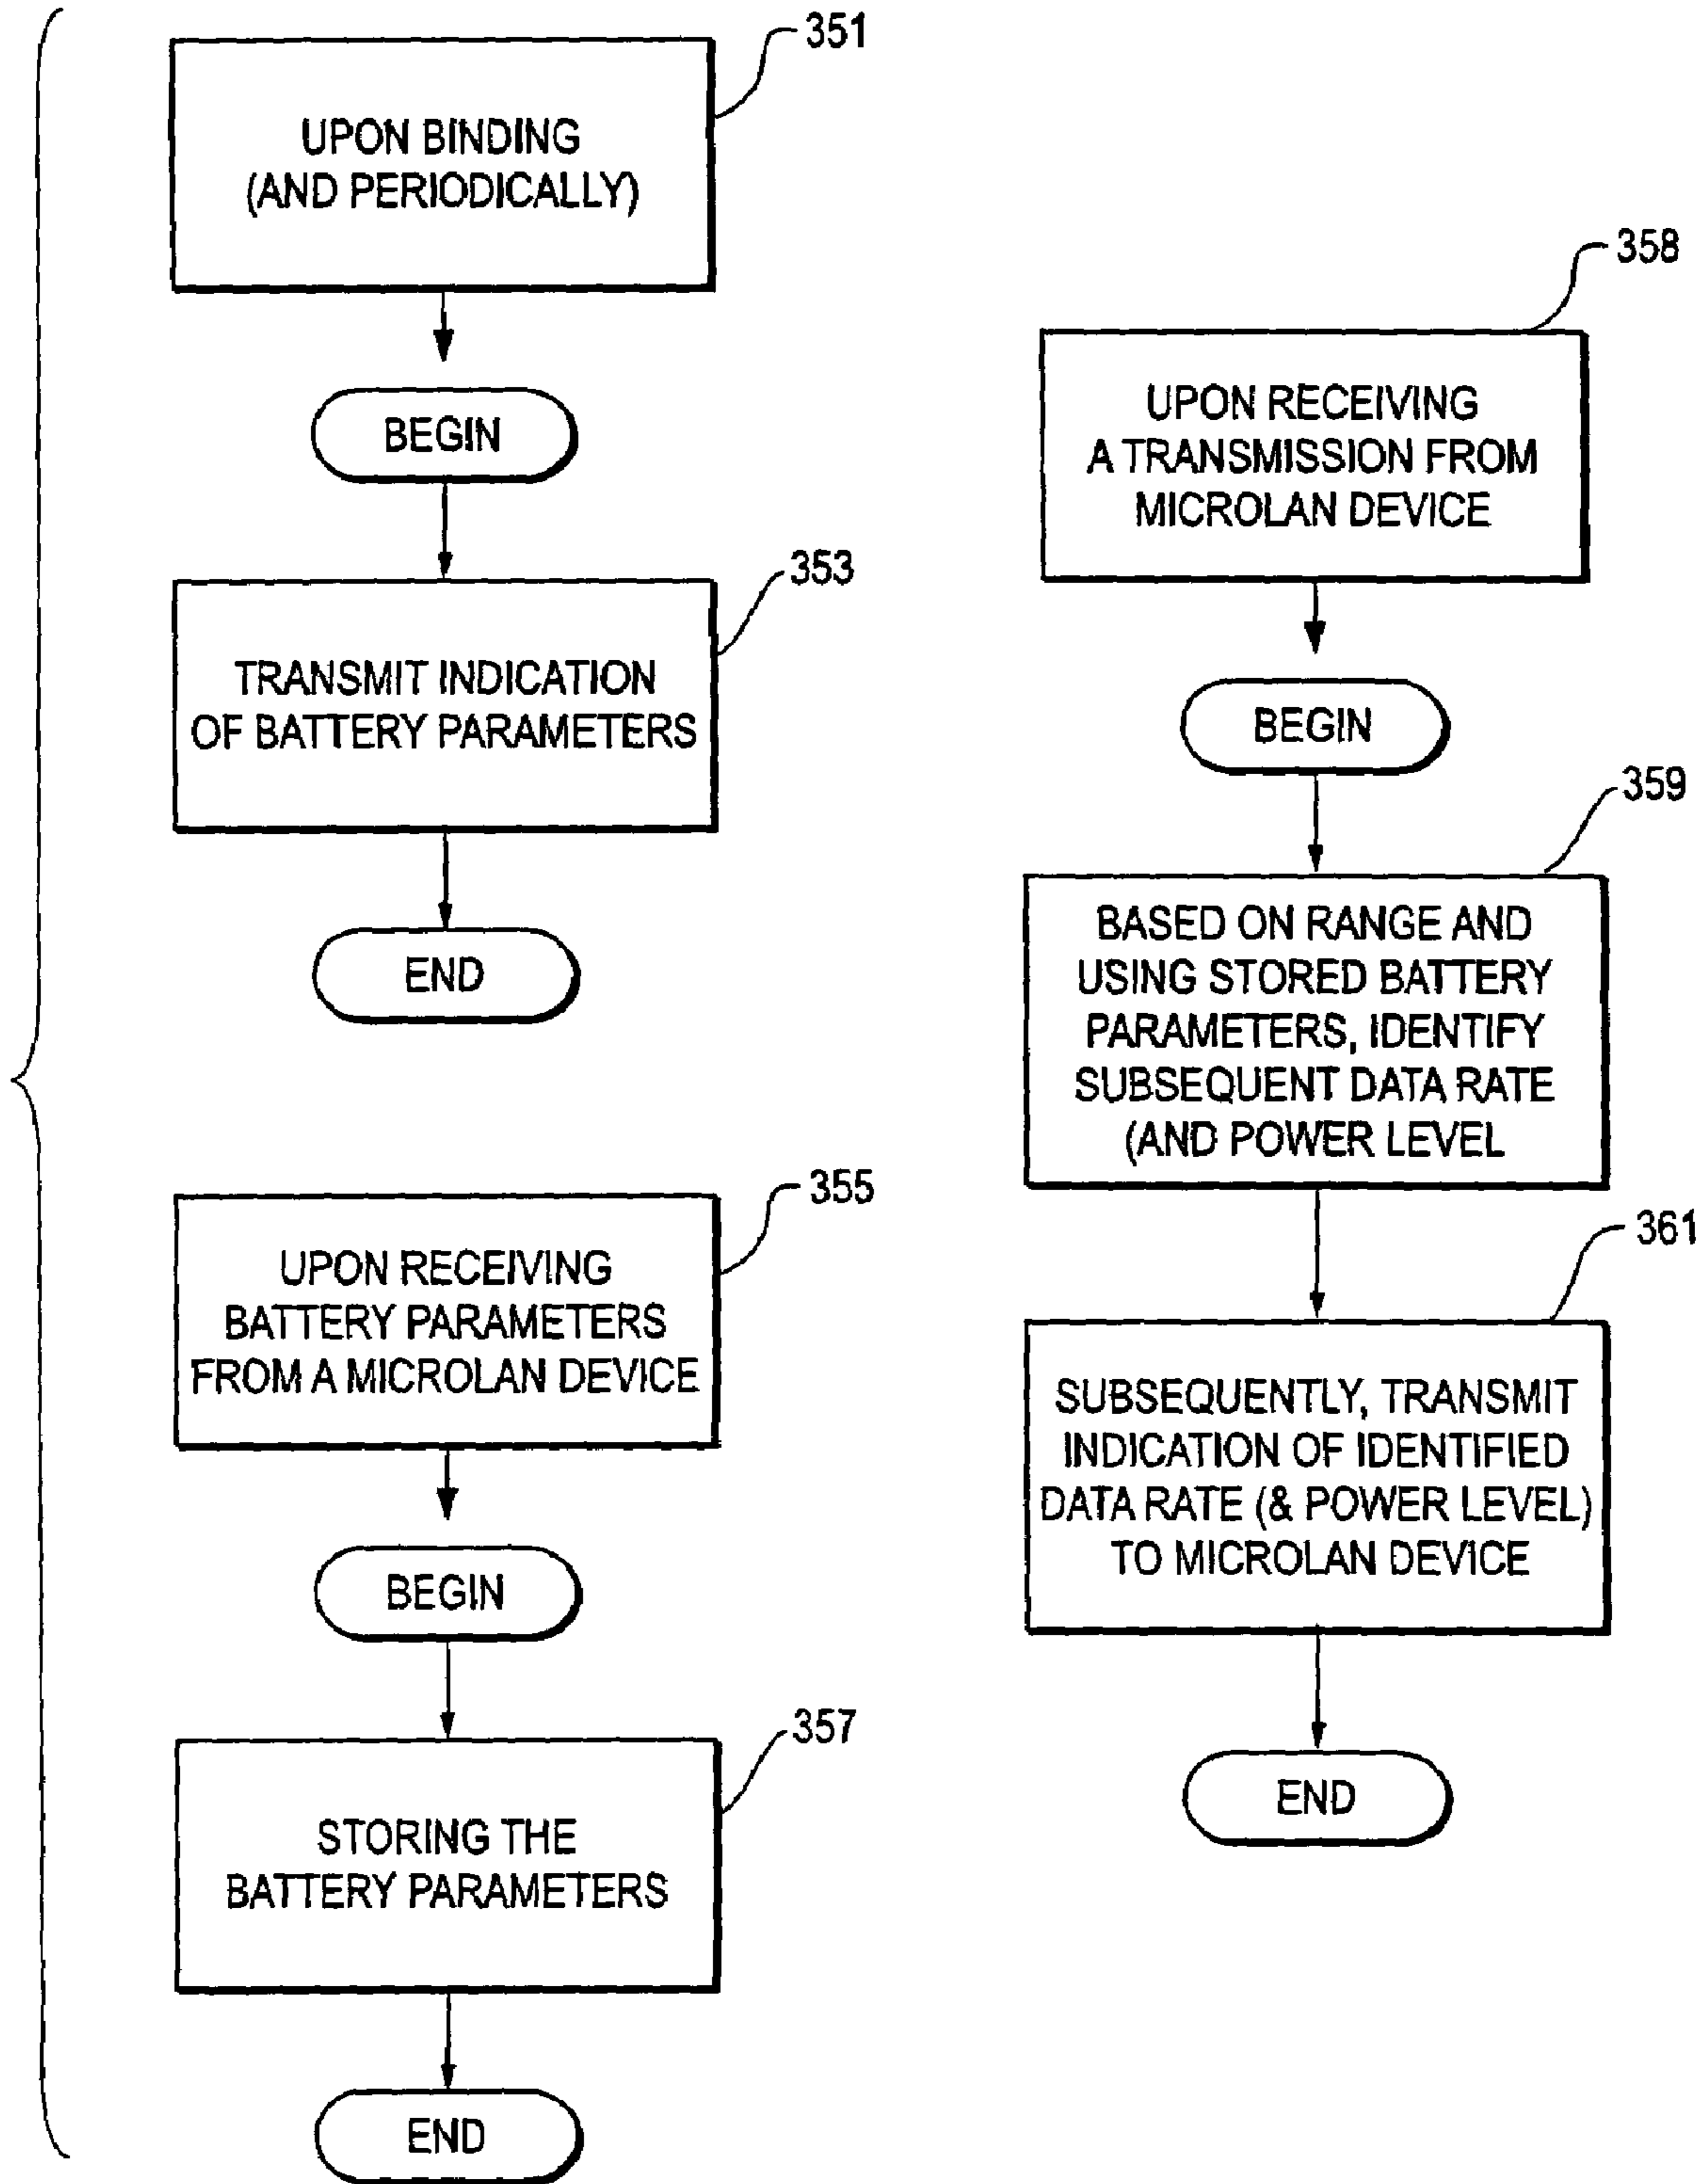 351
UPON BINDING
(AND PERIODICALLY)
BEGIN
353
TRANSMIT INDICATION
OF BATTERY PARAMETERS
END
355
UPON RECEIVING
BATTERY PARAMETERS
FROM A MICROLAN DEVICE
BEGIN
357
STORING THE
BATTERY PARAMETERS
END
358
UPON RECEIVING
A TRANSMISSION FROM
MICROLAN DEVICE
BEGIN
359
BASED ON RANGE AND
USING STORED BATTERY
PARAMETERS, IDENTIFY
SUBSEQUENT DATA RATE
(AND POWER LEVEL
361
SUBSEQUENTLY, TRANSMIT
INDICATION OF IDENTIFIED
DATA RATE (& POWER LEVEL)
TO MICROLAN DEVICE
END